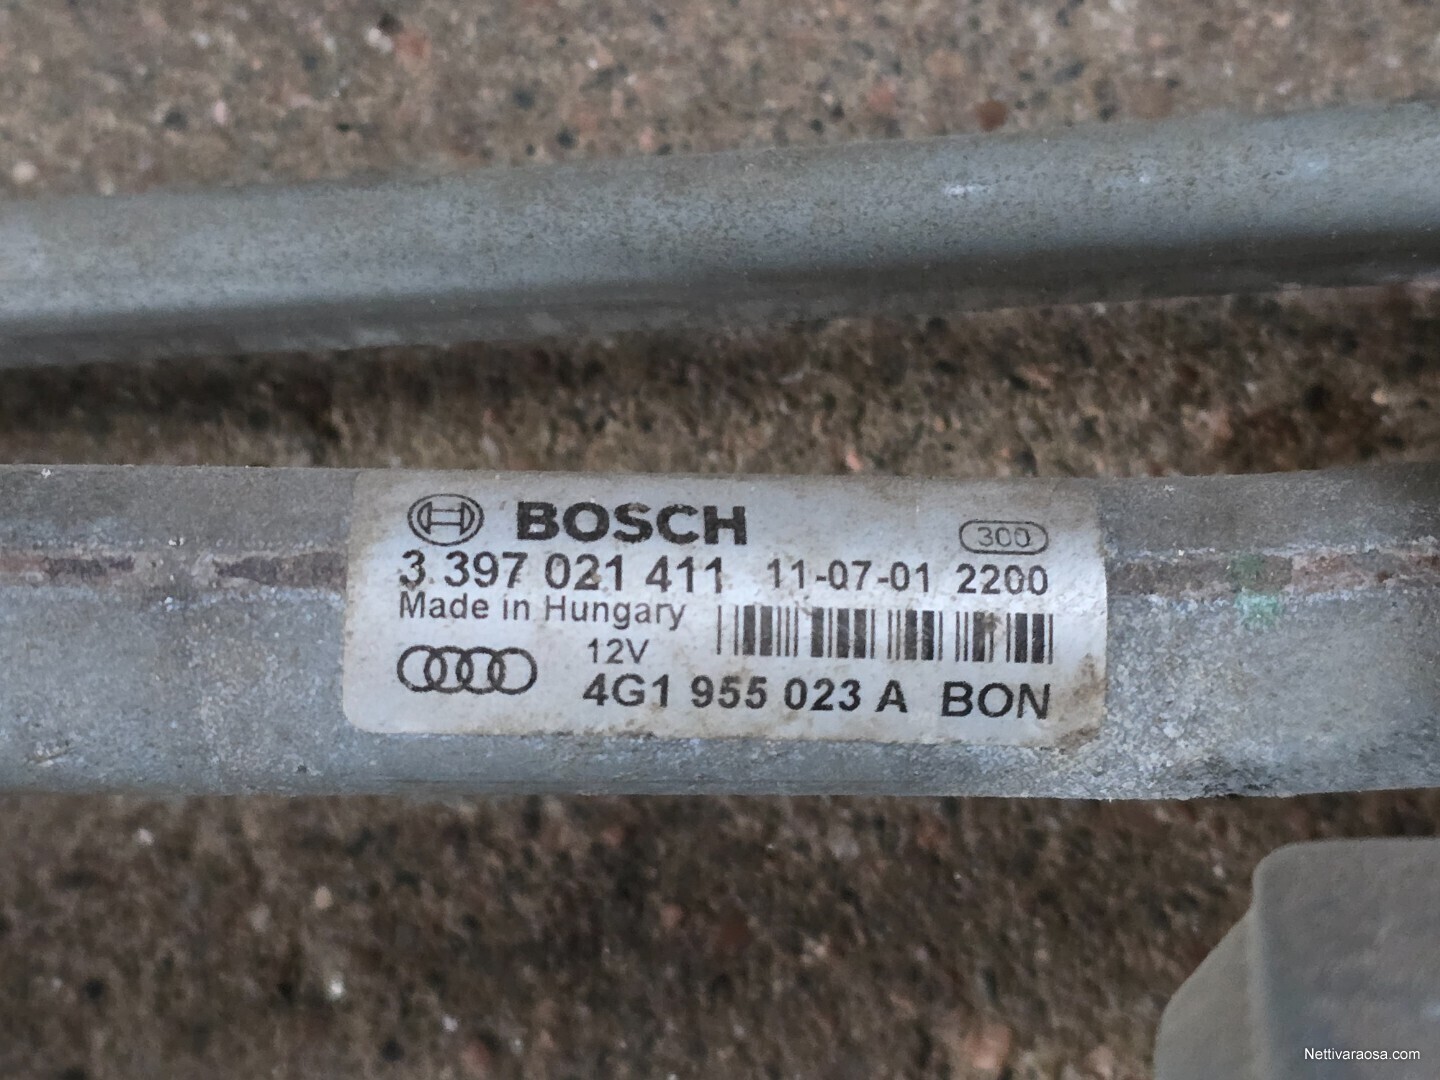 BOSCH
300
3 397 021 411 11-07-01 2200
Made in Hungary
12V
4G1 955 023 A BON
Nettivaraosa.com